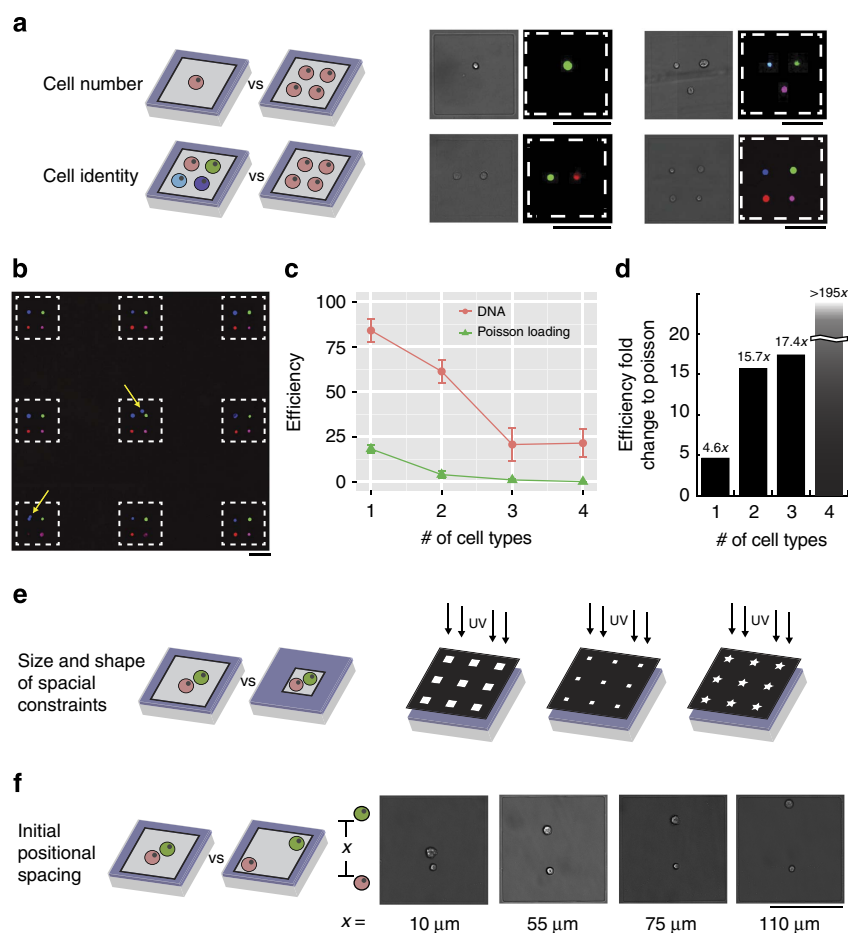 a
Cell number
vs
Cell identity
vs
b
c
100
75
50
25
0
Efficiency
DNA
Poisson loading
1 2 3 4
# of cell types
d
Efficiency fold
change to poisson
20
15
10
5
0
4.6x
15.7x
17.4x
>195x
1 2 3 4
# of cell types
e
Size and shape
of spacial
constraints
vs
UV
UV
UV
f
Initial
positional
spacing
vs
x
x = 10 μm 55 μm 75 μm 110 μm